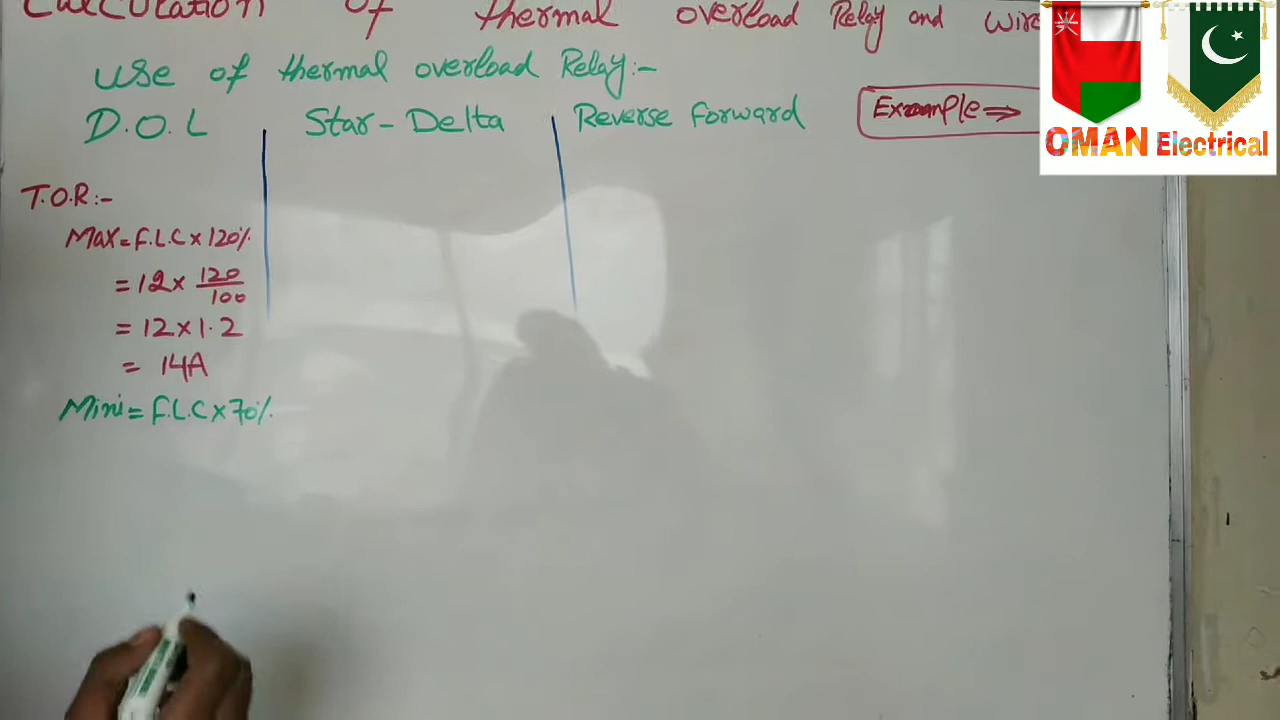 Calculation of thermal overload Relay and wire
use of thermal overload Relay:-
D.O.L Star-Delta Reverse Forward
Example ⇒
OMAN Electrical
T.O.R:-
Max = F.L.C x 120%
= 12 x 120/100
= 12 x 1.2
= 14A
Mini = F.L.C x 70%